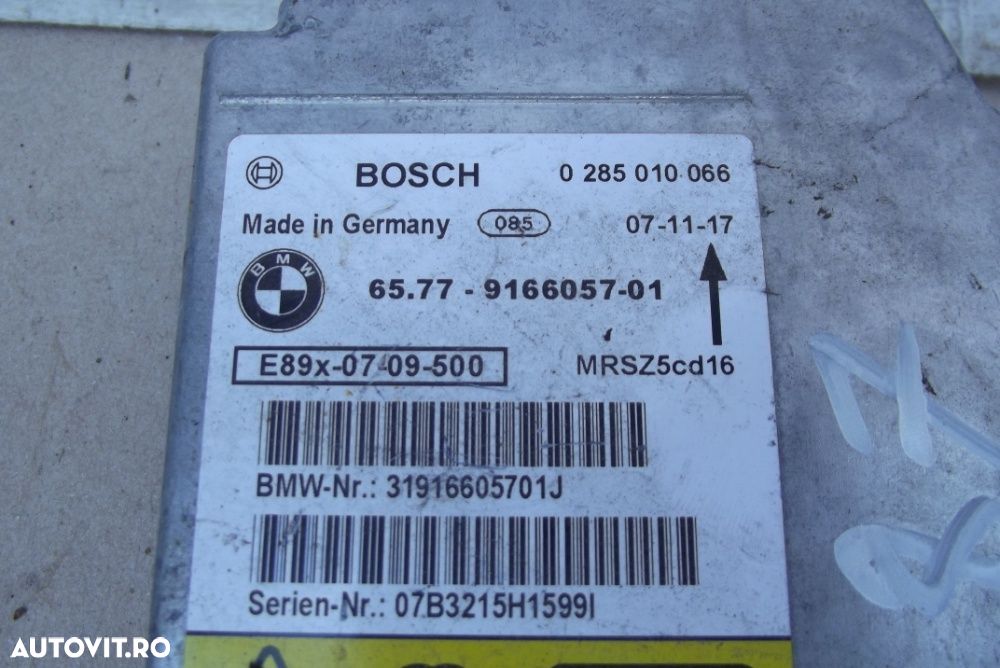 BOSCH 0 285 010 066
Made in Germany 085 07-11-17
BMW
65.77 - 9166057-01
E89x-07-09-500 MRSZ5cd16
BMW-Nr.: 31916605701J
Serien-Nr.: 07B3215H1599I
AUTOVIT.RO